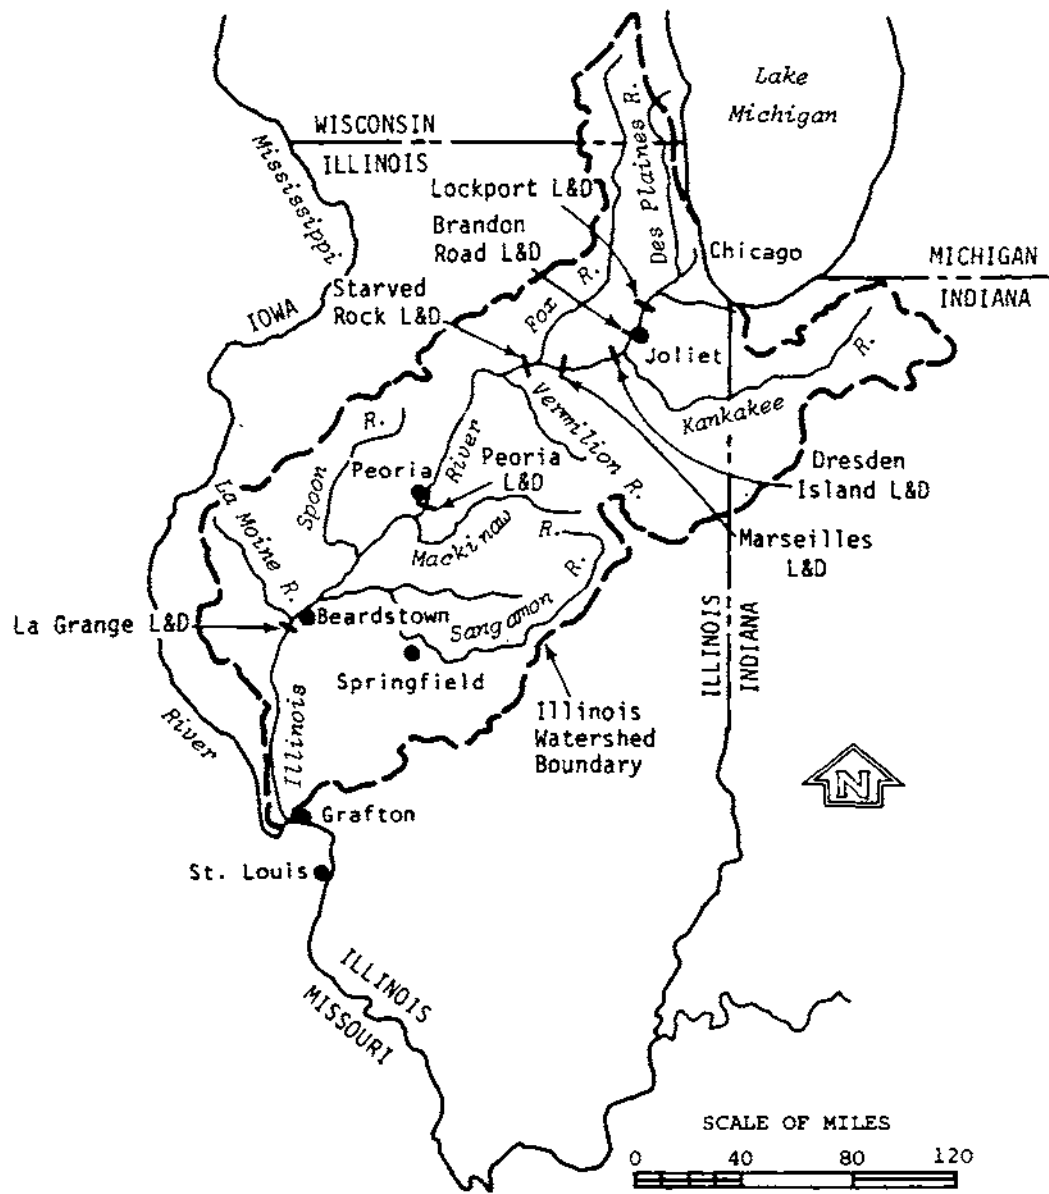 Lake
Michigan
WISCONSIN
ILLINOIS
Mississippi
Des Plaines R.
Lockport L&D
Brandon
Road L&D
Chicago
MICHIGAN
INDIANA
Starved
Rock L&D
Fox R.
IOWA
Joliet
R.
Kankakee
Vermilion R.
R.
Spoon
River
Peoria
Peoria
L&D
Dresden
Island L&D
La Moine R.
Mackinaw
R.
Marseilles
L&D
R.
La Grange L&D
Beardstown
Sangamon
ILLINOIS
INDIANA
Springfield
Illinois
Illinois
Watershed
Boundary
River
N
Grafton
St. Louis
ILLINOIS
MISSOURI
SCALE OF MILES
0 40 80 120